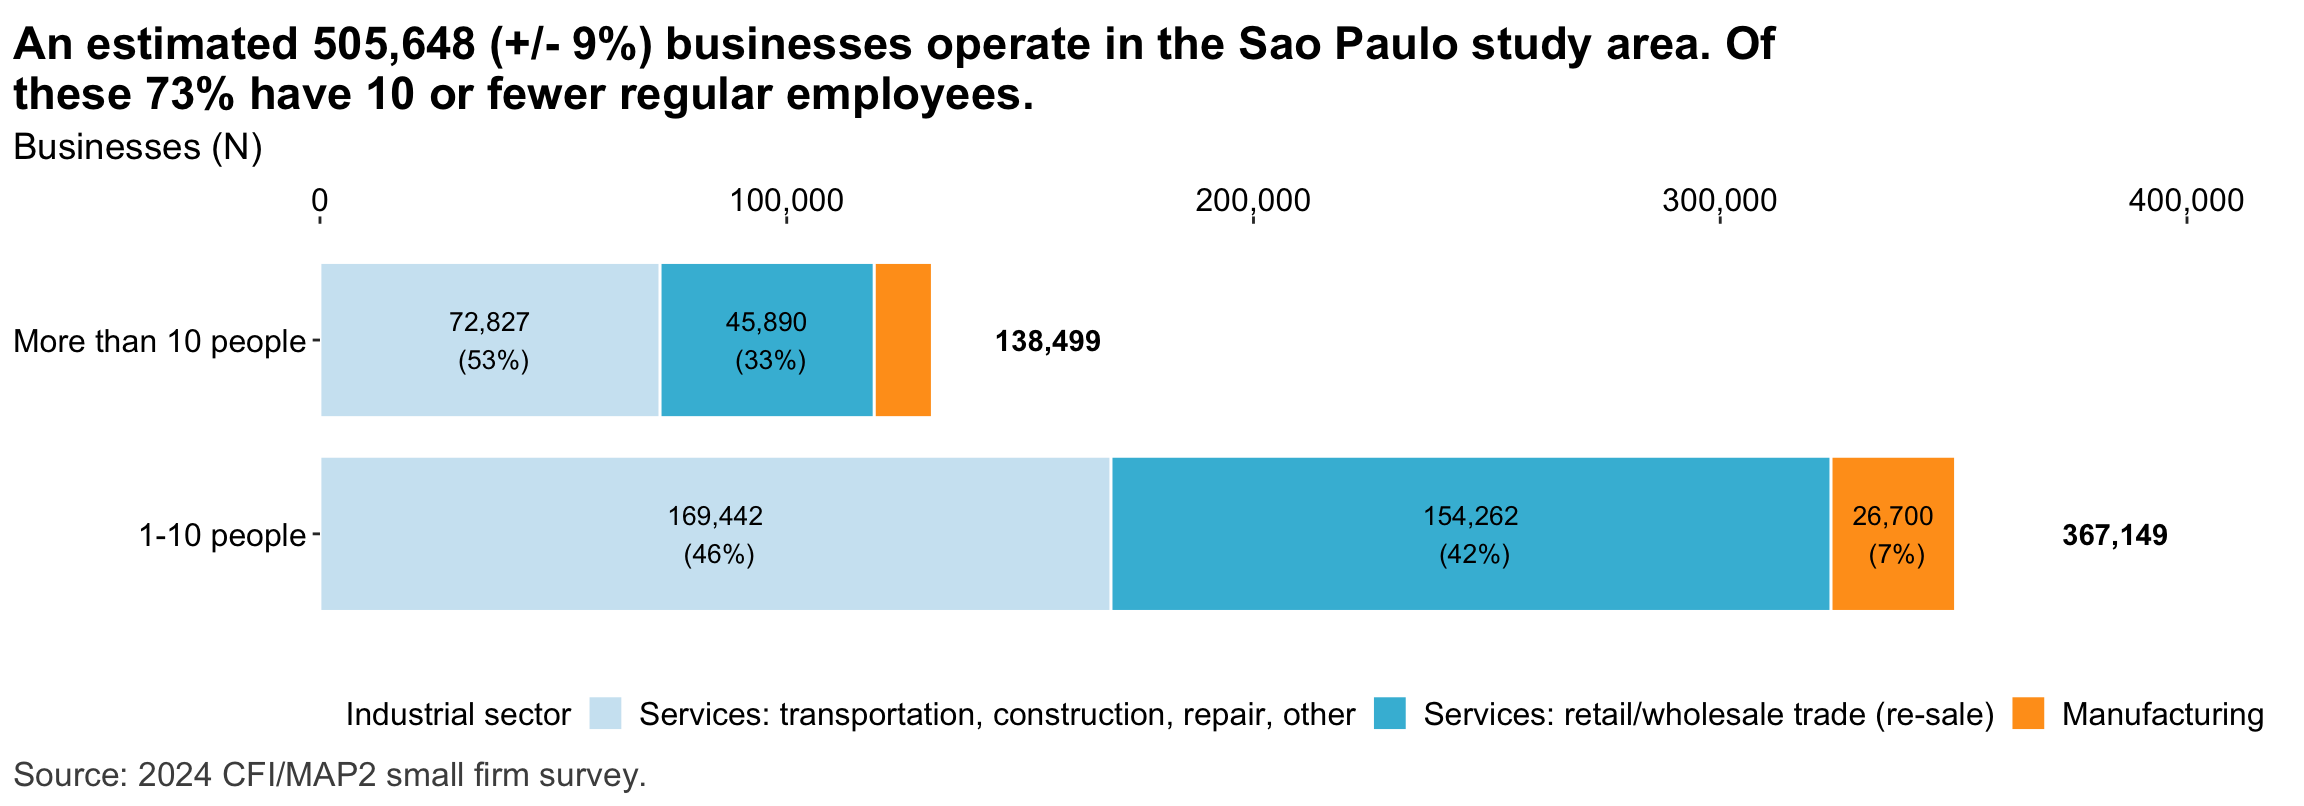 An estimated 505,648 (+/- 9%) businesses operate in the Sao Paulo study area. Of
these 73% have 10 or fewer regular employees.
Businesses (N)
0 100,000 200,000 300,000 400,000
More than 10 people
72,827
(53%)
45,890
(33%)
138,499
1-10 people
169,442
(46%)
154,262
(42%)
26,700
(7%)
367,149
Industrial sector Services: transportation, construction, repair, other Services: retail/wholesale trade (re-sale) Manufacturing
Source: 2024 CFI/MAP2 small firm survey.